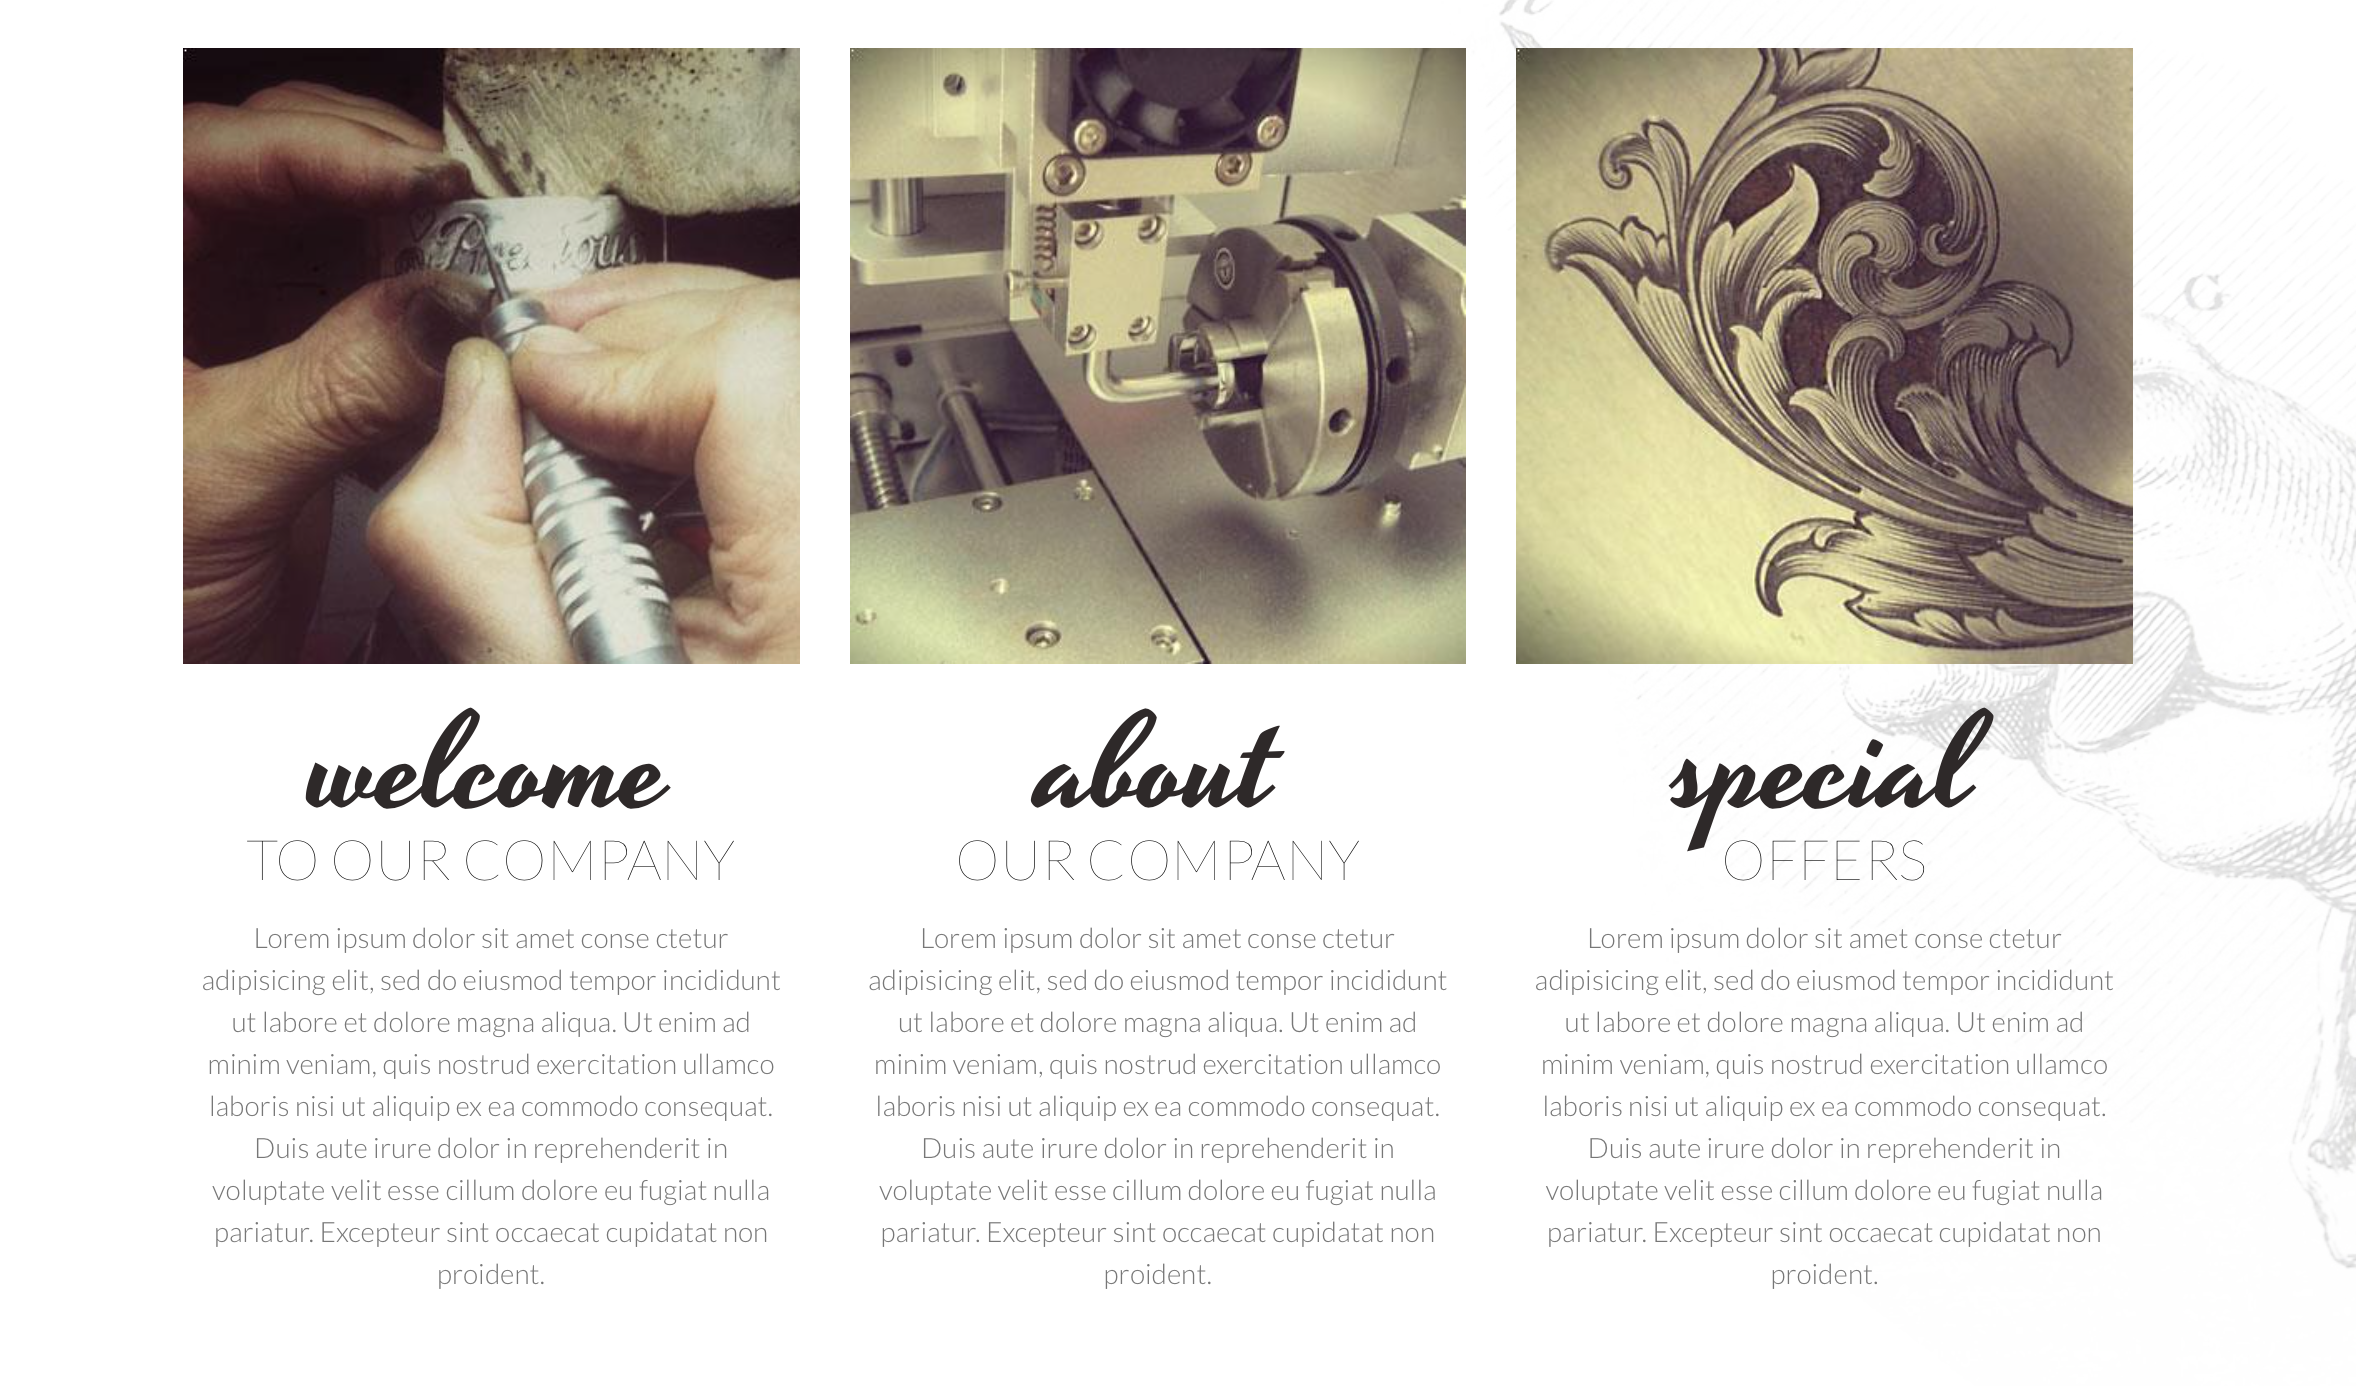 Precious
G
welcome
TO OUR COMPANY
Lorem ipsum dolor sit amet conse ctetur
adipisicing elit, sed do eiusmod tempor incididunt
ut labore et dolore magna aliqua. Ut enim ad
minim veniam, quis nostrud exercitation ullamco
laboris nisi ut aliquip ex ea commodo consequat.
Duis aute irure dolor in reprehenderit in
voluptate velit esse cillum dolore eu fugiat nulla
pariatur. Excepteur sint occaecat cupidatat non
proident.
about
OUR COMPANY
Lorem ipsum dolor sit amet conse ctetur
adipisicing elit, sed do eiusmod tempor incididunt
ut labore et dolore magna aliqua. Ut enim ad
minim veniam, quis nostrud exercitation ullamco
laboris nisi ut aliquip ex ea commodo consequat.
Duis aute irure dolor in reprehenderit in
voluptate velit esse cillum dolore eu fugiat nulla
pariatur. Excepteur sint occaecat cupidatat non
proident.
special
OFFERS
Lorem ipsum dolor sit amet conse ctetur
adipisicing elit, sed do eiusmod tempor incididunt
ut labore et dolore magna aliqua. Ut enim ad
minim veniam, quis nostrud exercitation ullamco
laboris nisi ut aliquip ex ea commodo consequat.
Duis aute irure dolor in reprehenderit in
voluptate velit esse cillum dolore eu fugiat nulla
pariatur. Excepteur sint occaecat cupidatat non
proident.